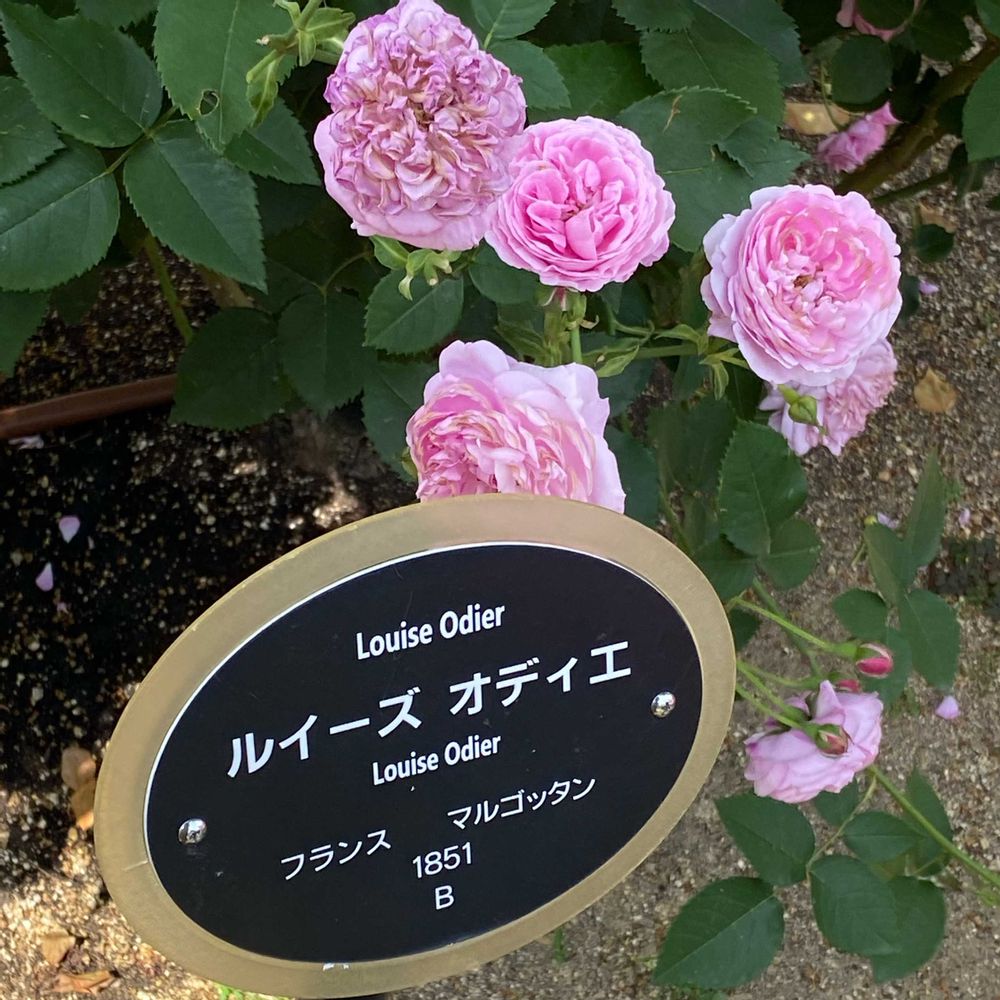 Louise Odier
ルイーズ オディエ
Louise Odier
フランス マルゴッタン
1851
B